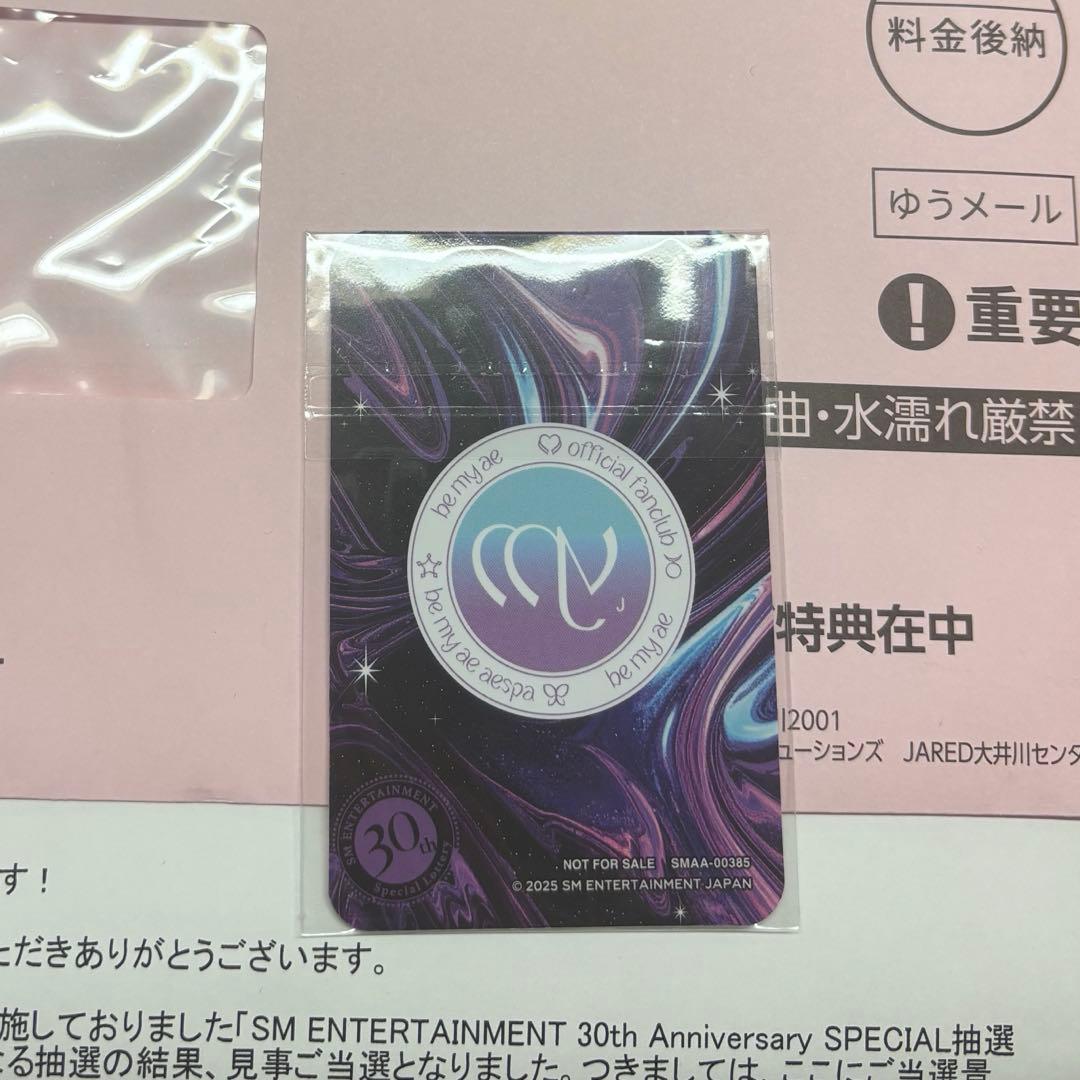 料金後納
ゆうメール
! 重要
曲・水濡れ厳禁
be my ae ♡ official fanclub
be my ae
be my ae aespa
my J
特典在中
12001
ューションズ JARED大井川センタ
SM ENTERTAINMENT
30th
Special Lottery
NOT FOR SALE SMAA-00385
© 2025 SM ENTERTAINMENT JAPAN
す！
ただきありがとうございます。
施しておりました「SM ENTERTAINMENT 30th Anniversary SPECIAL抽選
る抽選の結果、見事ご当選となりました。つきましては、ここにご当選景